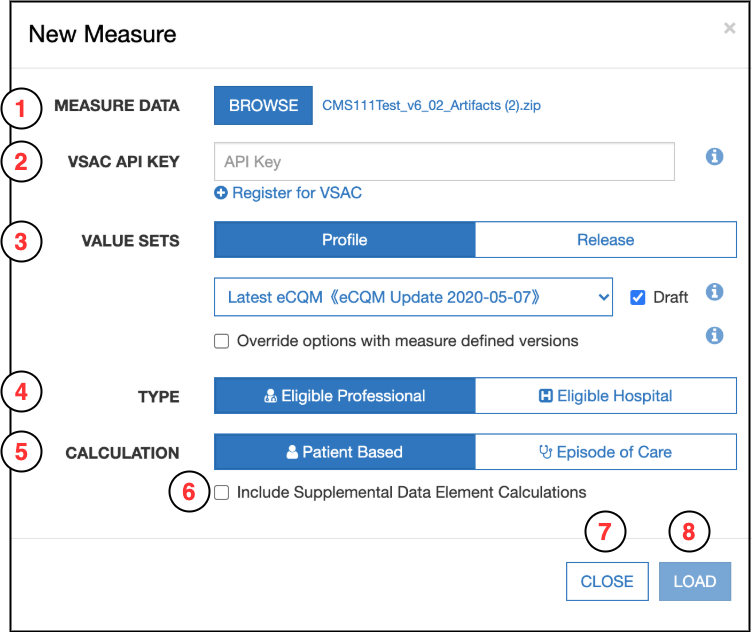 New Measure
×
1 MEASURE DATA BROWSE CMS111Test_v6_02_Artifacts (2).zip
2 VSAC API KEY API Key
Register for VSAC
3 VALUE SETS Profile Release
Latest eCQM《eCQM Update 2020-05-07》 Draft
Override options with measure defined versions
4 TYPE Eligible Professional H Eligible Hospital
5 CALCULATION Patient Based Episode of Care
6 Include Supplemental Data Element Calculations
7 8
CLOSE LOAD